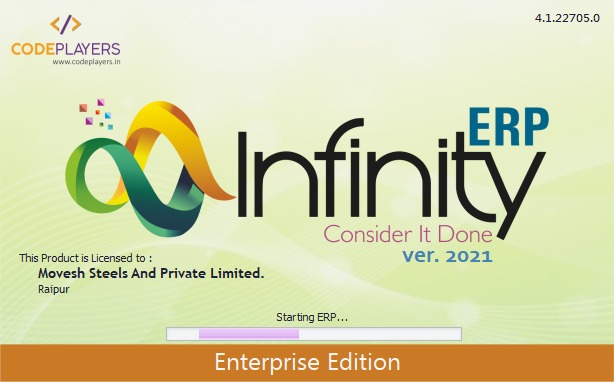 4.1.22705.0
</>
CODEPLAYERS
www.codeplayers.in
ERP
Infinity
Consider It Done
ver. 2021
This Product is Licensed to :
Movesh Steels And Private Limited.
Raipur
Starting ERP...
Enterprise Edition